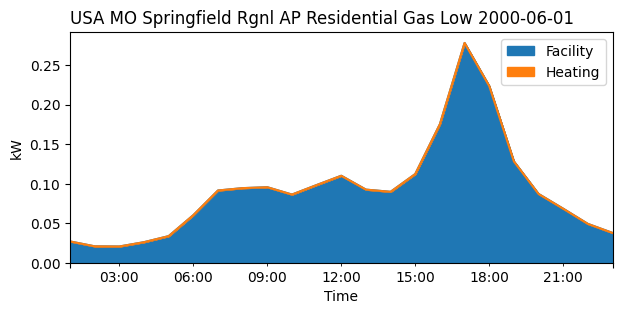 USA MO Springfield Rgnl AP Residential Gas Low 2000-06-01
Facility
Heating
kW
0.25
0.20
0.15
0.10
0.05
0.00
03:00 06:00 09:00 12:00 15:00 18:00 21:00
Time